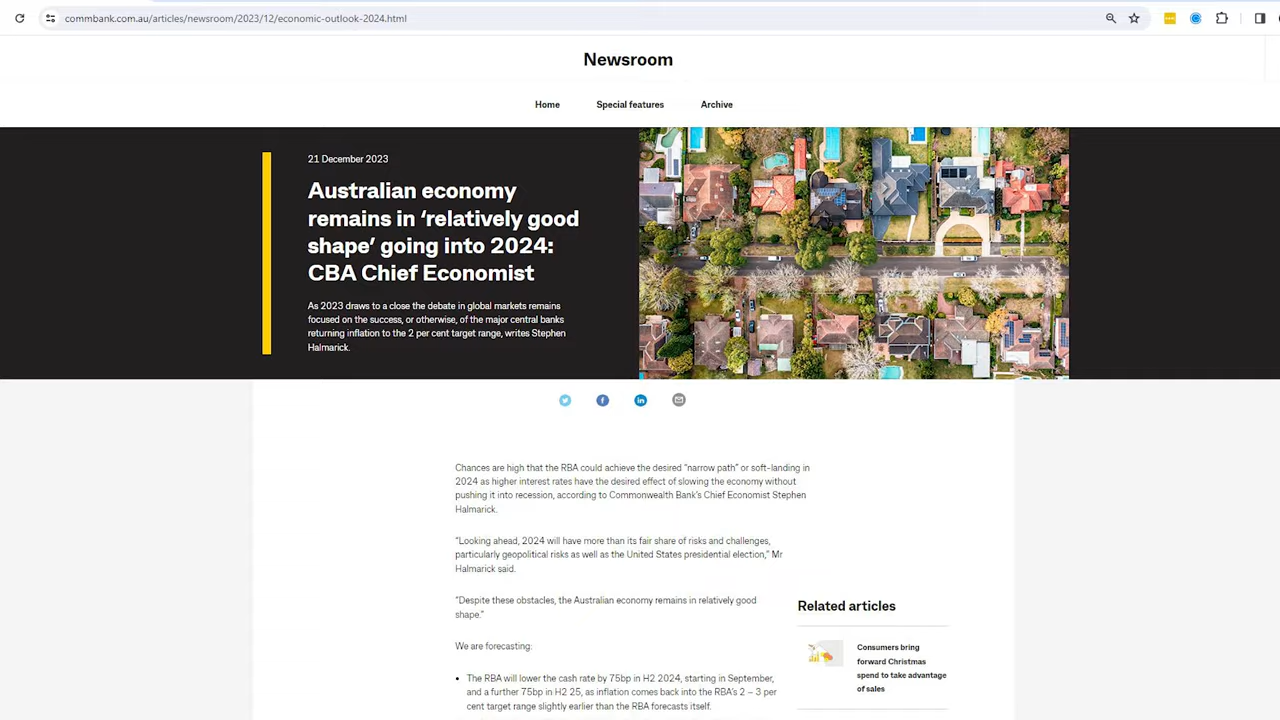 commbank.com.au/articles/newsroom/2023/12/economic-outlook-2024.html
Newsroom
Home Special features Archive
21 December 2023
Australian economy
remains in ‘relatively good
shape’ going into 2024:
CBA Chief Economist
As 2023 draws to a close the debate in global markets remains
focused on the success, or otherwise, of the major central banks
returning inflation to the 2 per cent target range, writes Stephen
Halmarick.
Chances are high that the RBA could achieve the desired “narrow path” or soft-landing in
2024 as higher interest rates have the desired effect of slowing the economy without
pushing it into recession, according to Commonwealth Bank’s Chief Economist Stephen
Halmarick.
“Looking ahead, 2024 will have more than its fair share of risks and challenges,
particularly geopolitical risks as well as the United States presidential election,” Mr
Halmarick said.
“Despite these obstacles, the Australian economy remains in relatively good
shape.”
We are forecasting:
• The RBA will lower the cash rate by 75bp in H2 2024, starting in September,
and a further 75bp in H2 25, as inflation comes back into the RBA’s 2 – 3 per
cent target range slightly earlier than the RBA forecasts itself.
Related articles
Consumers bring
forward Christmas
spend to take advantage
of sales